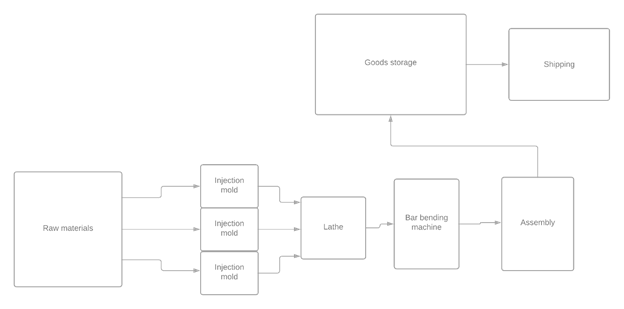 Goods storage
Shipping
Raw materials
Injection
mold
Injection
mold
Injection
mold
Lathe
Bar bending
machine
Assembly